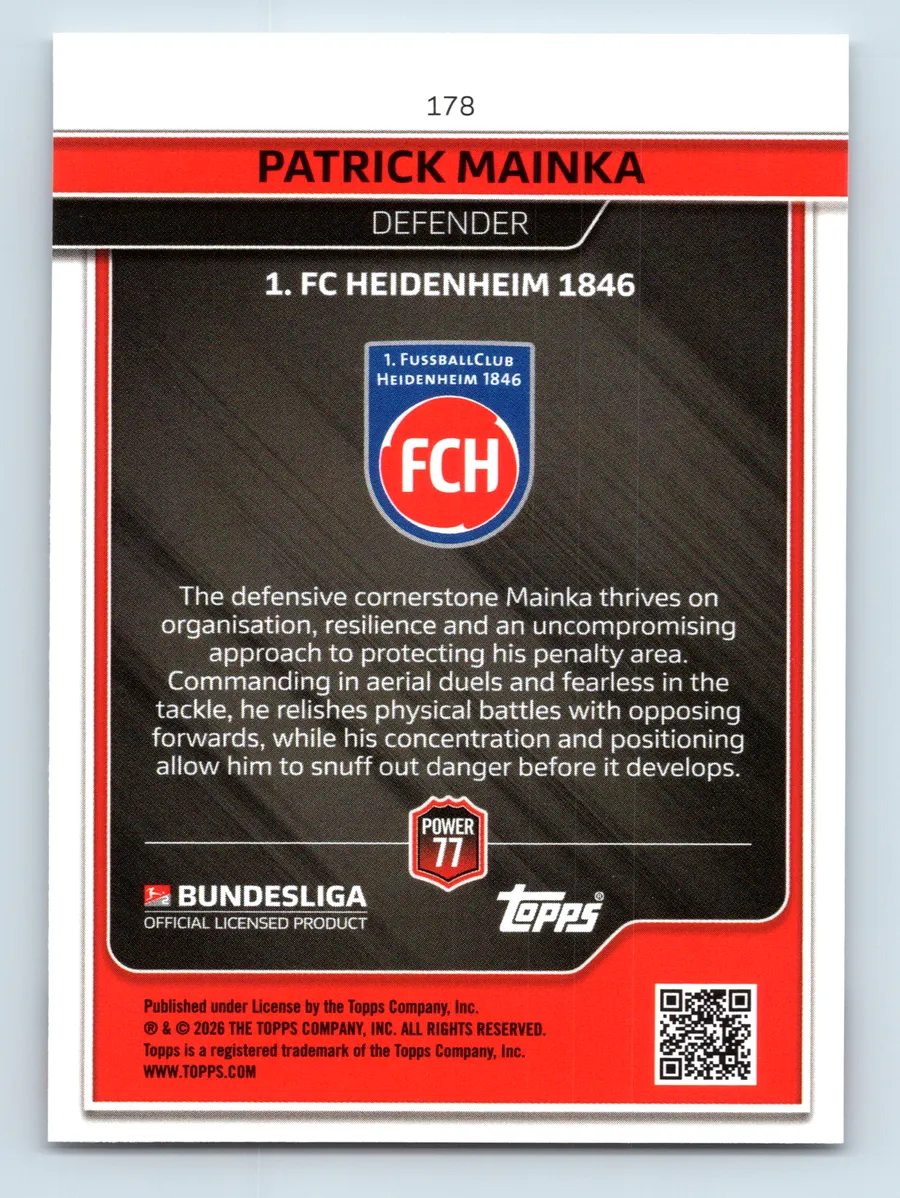 178
PATRICK MAINKA
DEFENDER
1. FC HEIDENHEIM 1846
1. FUSSBALLCLUB
HEIDENHEIM 1846
FCH
The defensive cornerstone Mainka thrives on
organisation, resilience and an uncompromising
approach to protecting his penalty area.
Commanding in aerial duels and fearless in the
tackle, he relishes physical battles with opposing
forwards, while his concentration and positioning
allow him to snuff out danger before it develops.
POWER
77
2 BUNDESLIGA
OFFICIAL LICENSED PRODUCT
topps®
Published under License by the Topps Company, Inc.
® & © 2026 THE TOPPS COMPANY, INC. ALL RIGHTS RESERVED.
Topps is a registered trademark of the Topps Company, Inc.
WWW.TOPPS.COM